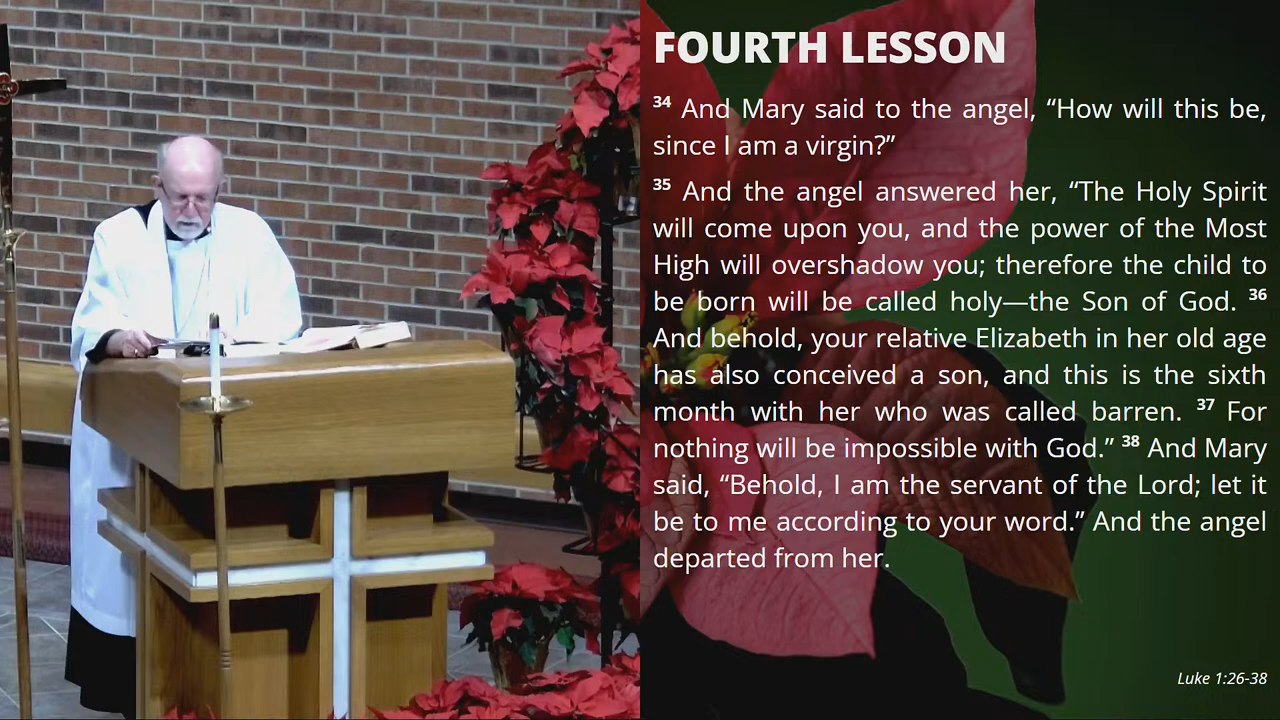 FOURTH LESSON
34 And Mary said to the angel, “How will this be,
since I am a virgin?”
35 And the angel answered her, “The Holy Spirit
will come upon you, and the power of the Most
High will overshadow you; therefore the child to
be born will be called holy—the Son of God. 36
And behold, your relative Elizabeth in her old age
has also conceived a son, and this is the sixth
month with her who was called barren. 37 For
nothing will be impossible with God.” 38 And Mary
said, “Behold, I am the servant of the Lord; let it
be to me according to your word.” And the angel
departed from her.
Luke 1:26-38